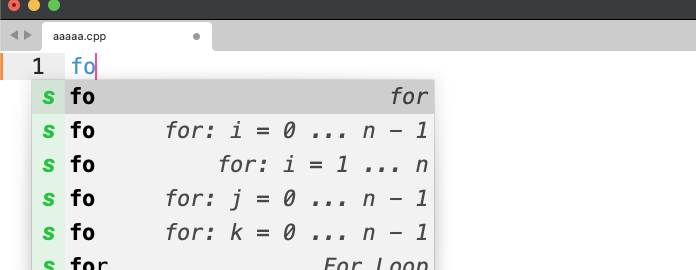 aaaaa.cpp
1 fo
s fo for
s fo for: i = 0 ... n - 1
s fo for: i = 1 ... n
s fo for: j = 0 ... n - 1
s fo for: k = 0 ... n - 1
s for For Loop